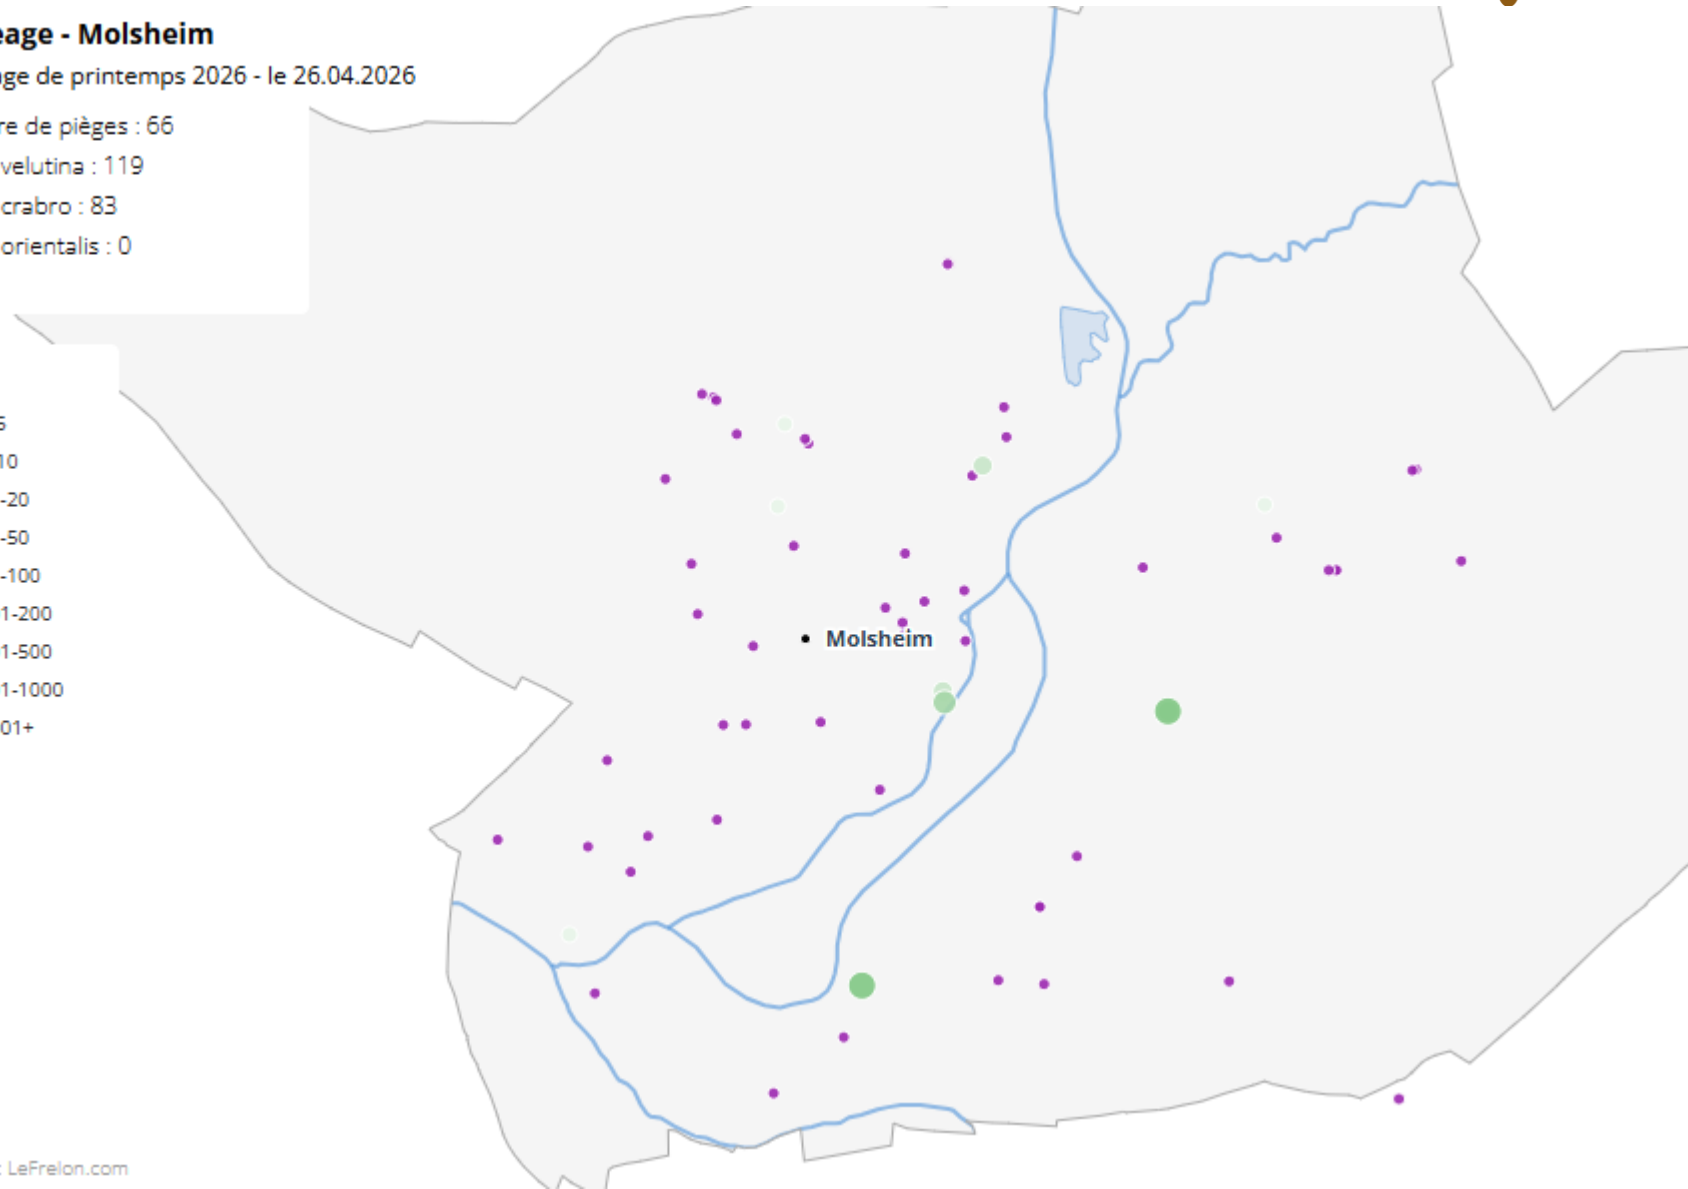 eage - Molsheim
ge de printemps 2026 - le 26.04.2026
re de pièges : 66
velutina : 119
crabro : 83
orientalis : 0
5
10
-20
-50
-100
1-200
1-500
1-1000
01+
Molsheim
: LeFrelon.com